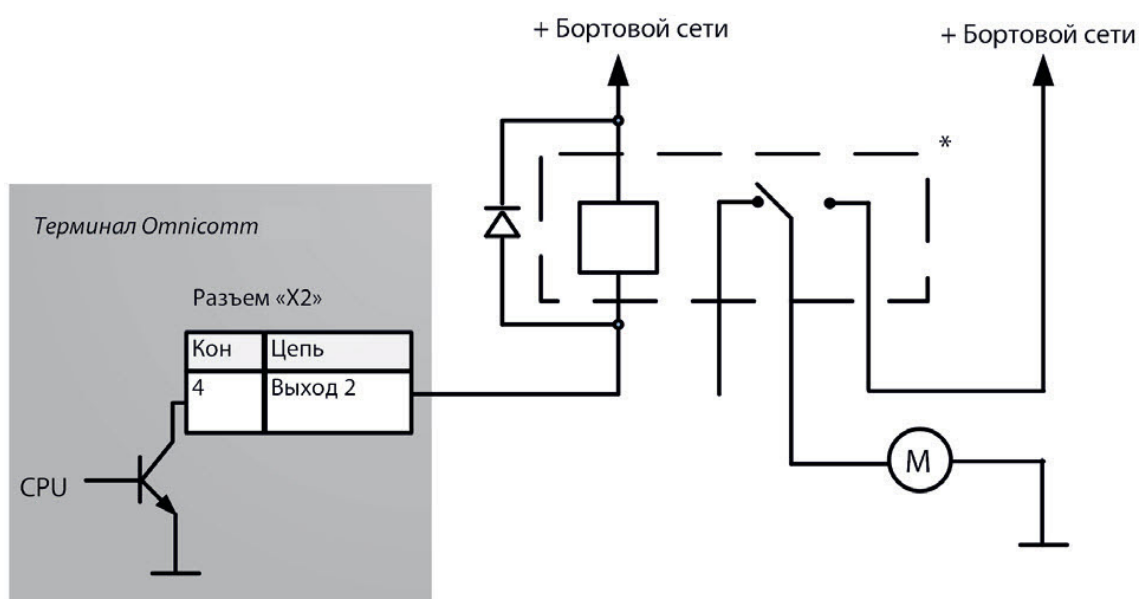 + Бортовой сети
+ Бортовой сети
*
Терминал Omnicomm
Разъем «X2»
Кон Цепь
4 Выход 2
CPU
M